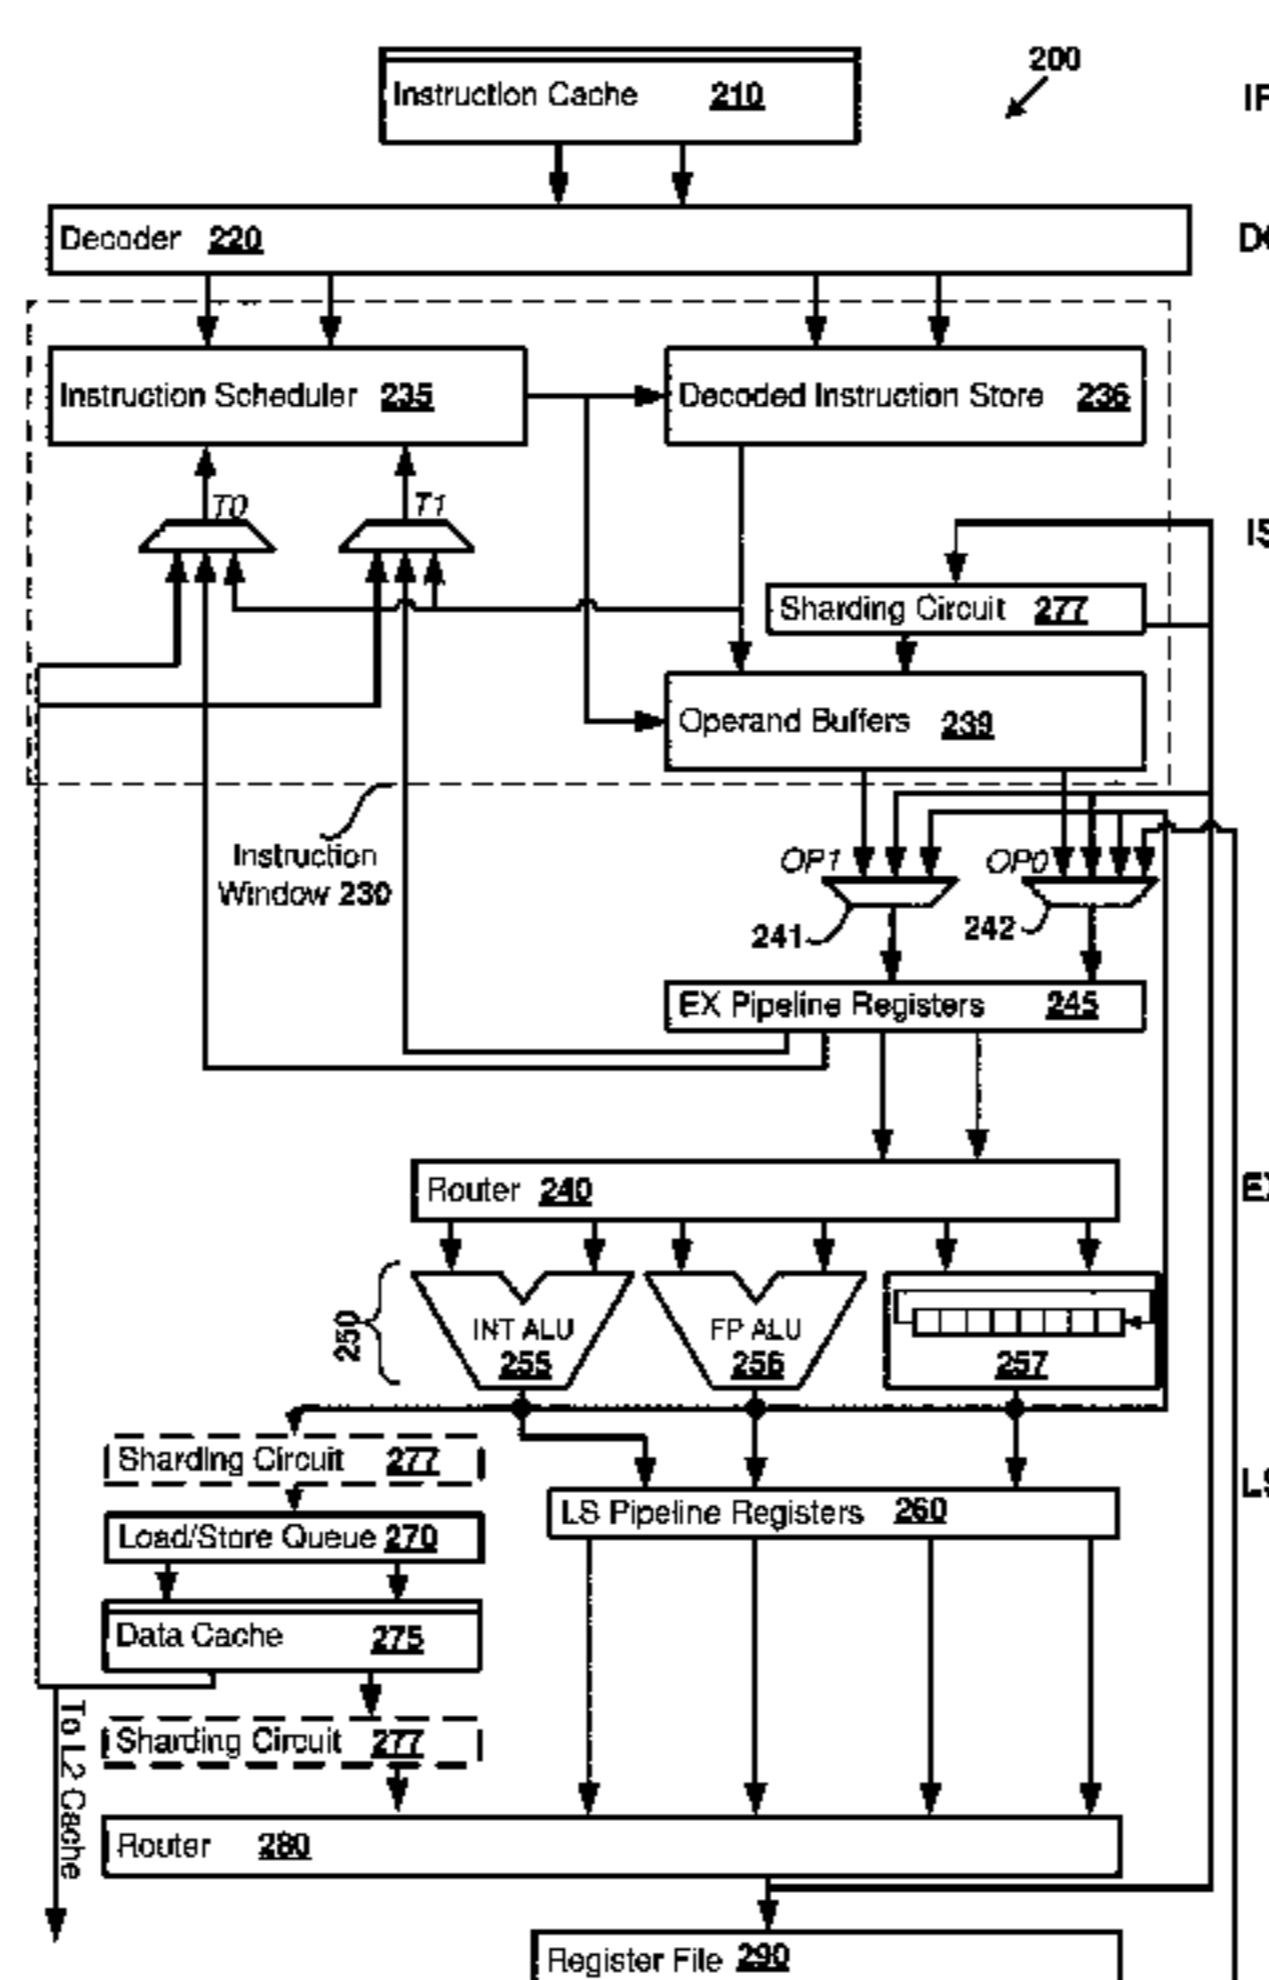 200
Instruction Cache 210
IF
Decoder 220
Instruction Scheduler 235
Decoded Instruction Store 236
T0
T1
IS
Sharding Circuit 277
Operand Buffers 239
Instruction
Window 230
OP1
OP0
241
242
EX Pipeline Registers 245
Router 240
EX
250
INT ALU
255
FP ALU
256
257
Sharding Circuit 277
LS
LS Pipeline Registers 260
Load/Store Queue 270
Data Cache 275
To L2 Cache
Sharding Circuit 277
Router 280
Register File 290